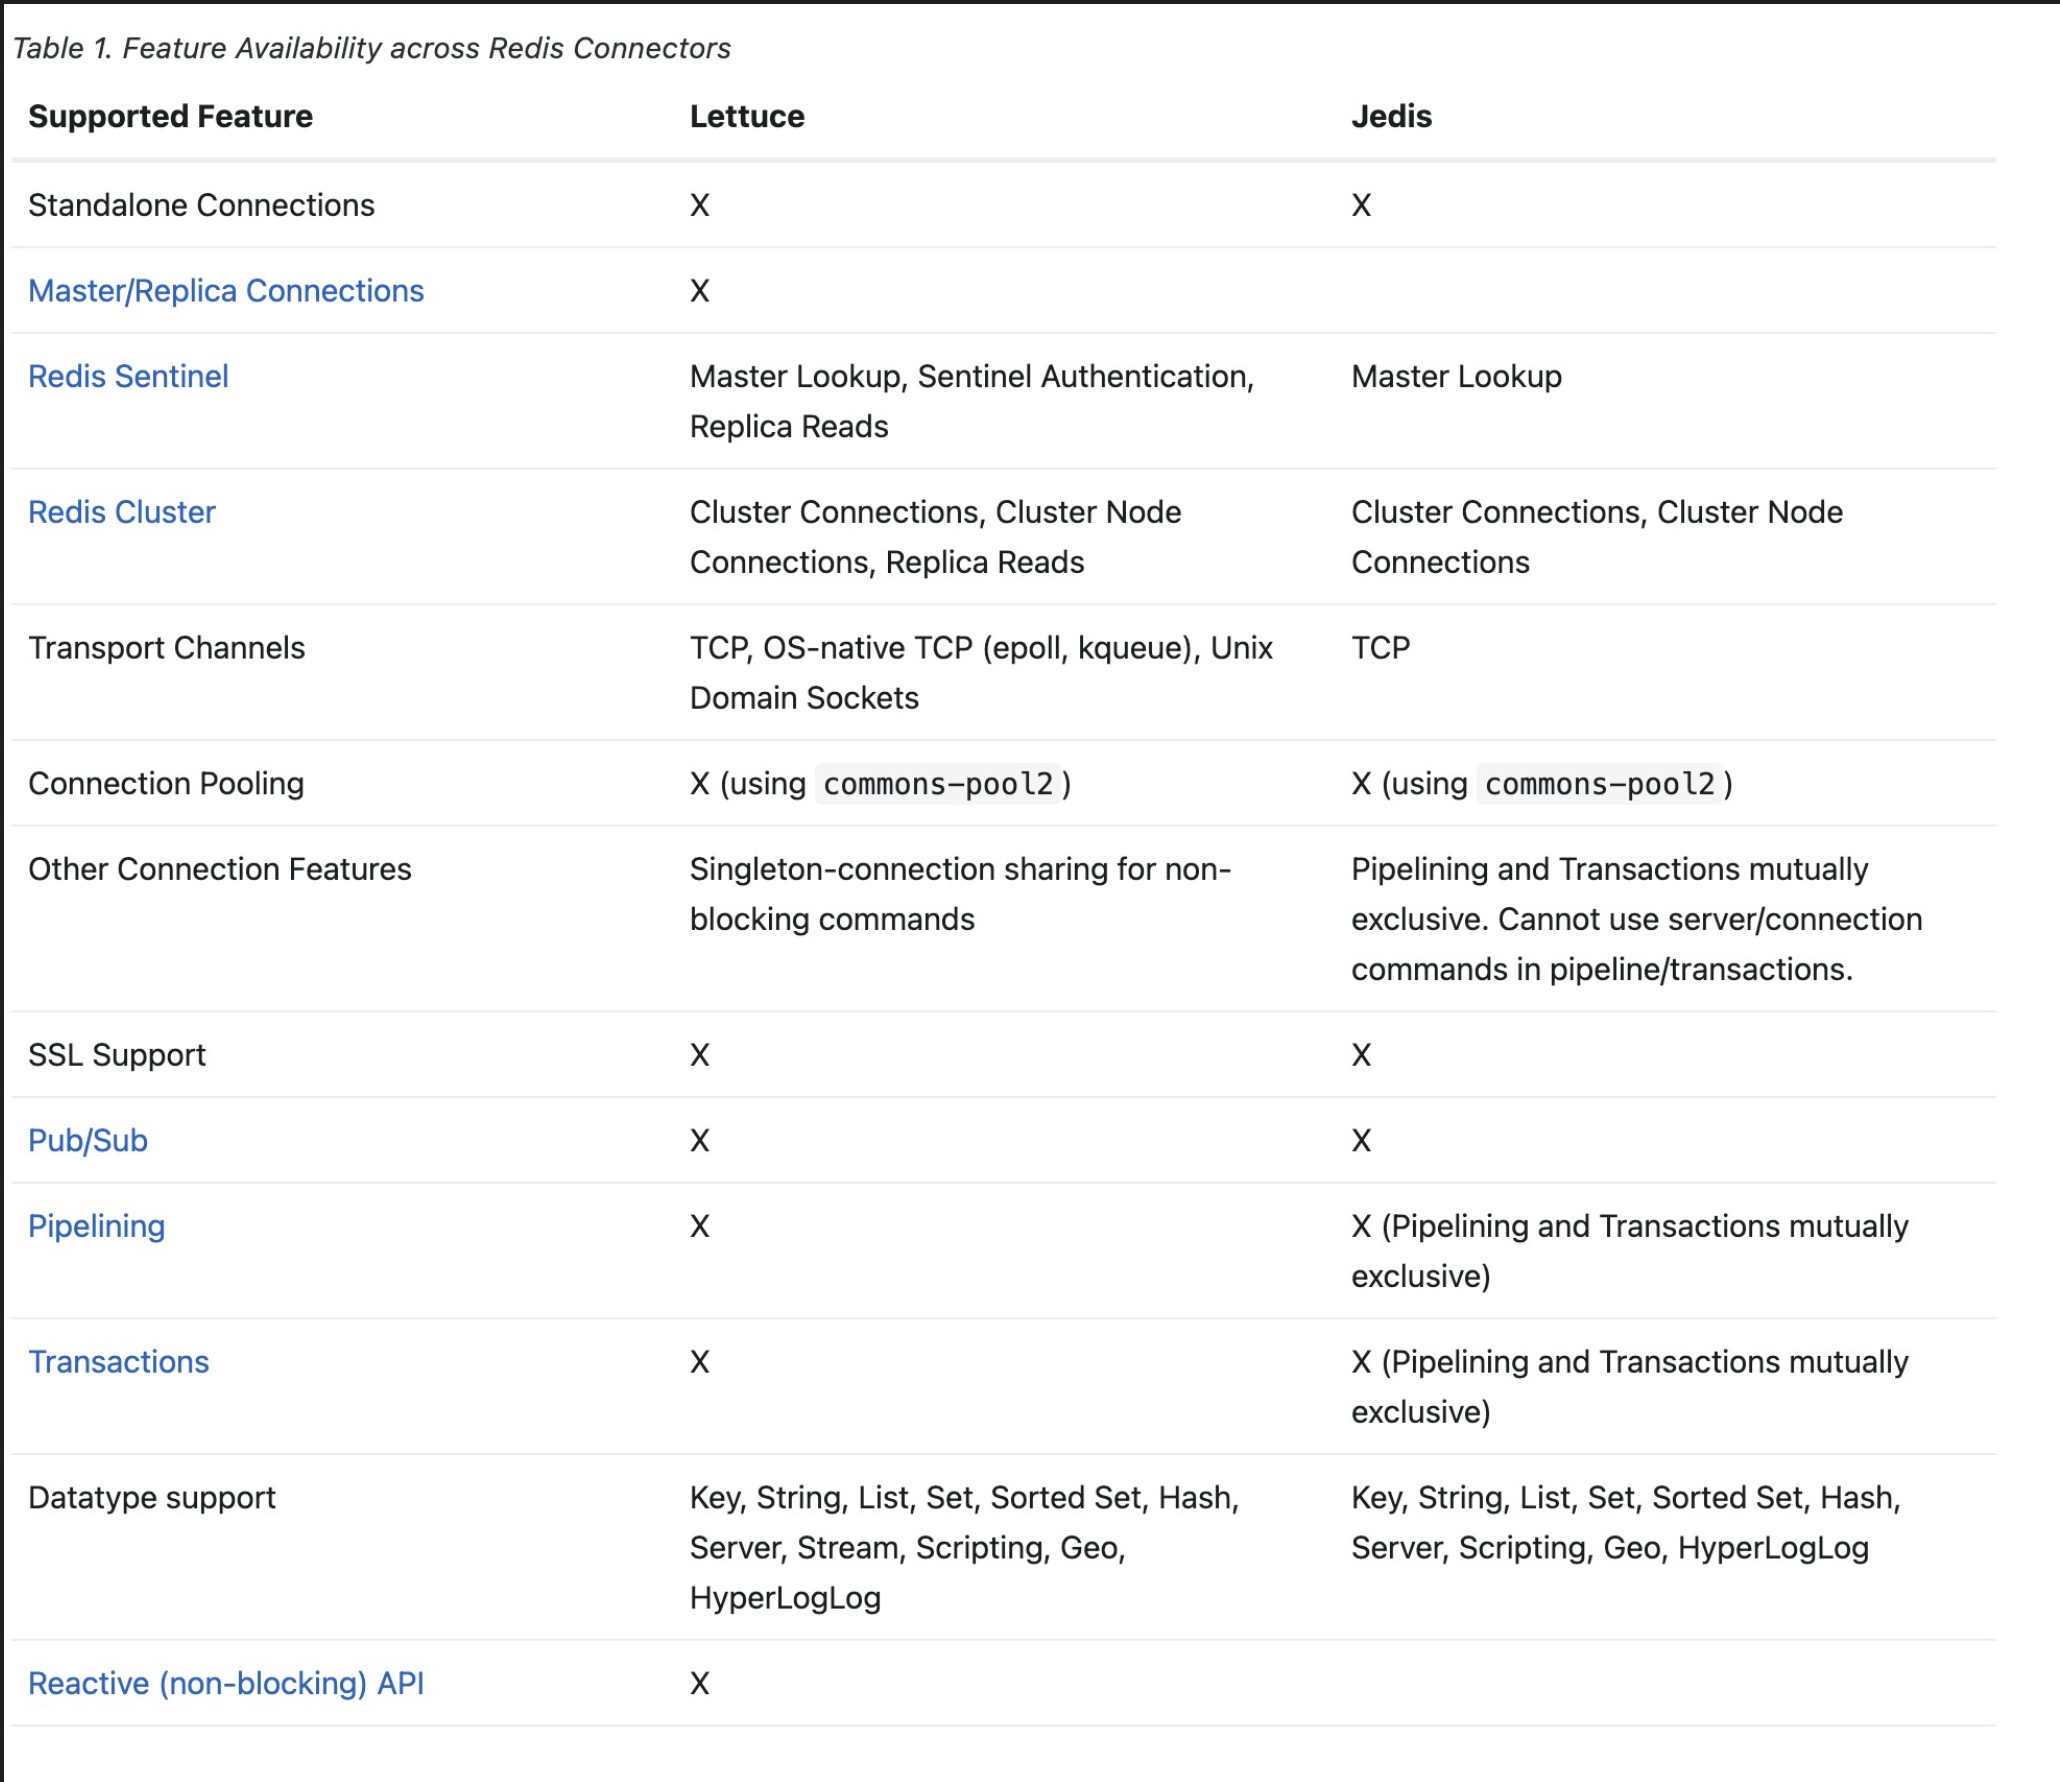 Table 1. Feature Availability across Redis Connectors
Supported Feature Lettuce Jedis
Standalone Connections X X
Master/Replica Connections X
Redis Sentinel Master Lookup, Sentinel Authentication, Master Lookup
Replica Reads
Redis Cluster Cluster Connections, Cluster Node Cluster Connections, Cluster Node
Connections, Replica Reads Connections
Transport Channels TCP, OS-native TCP (epoll, kqueue), Unix TCP
Domain Sockets
Connection Pooling X (using commons-pool2) X (using commons-pool2)
Other Connection Features Singleton-connection sharing for non- Pipelining and Transactions mutually
blocking commands exclusive. Cannot use server/connection
commands in pipeline/transactions.
SSL Support X X
Pub/Sub X X
Pipelining X X (Pipelining and Transactions mutually
exclusive)
Transactions X X (Pipelining and Transactions mutually
exclusive)
Datatype support Key, String, List, Set, Sorted Set, Hash, Key, String, List, Set, Sorted Set, Hash,
Server, Stream, Scripting, Geo, Server, Scripting, Geo, HyperLogLog
HyperLogLog
Reactive (non-blocking) API X